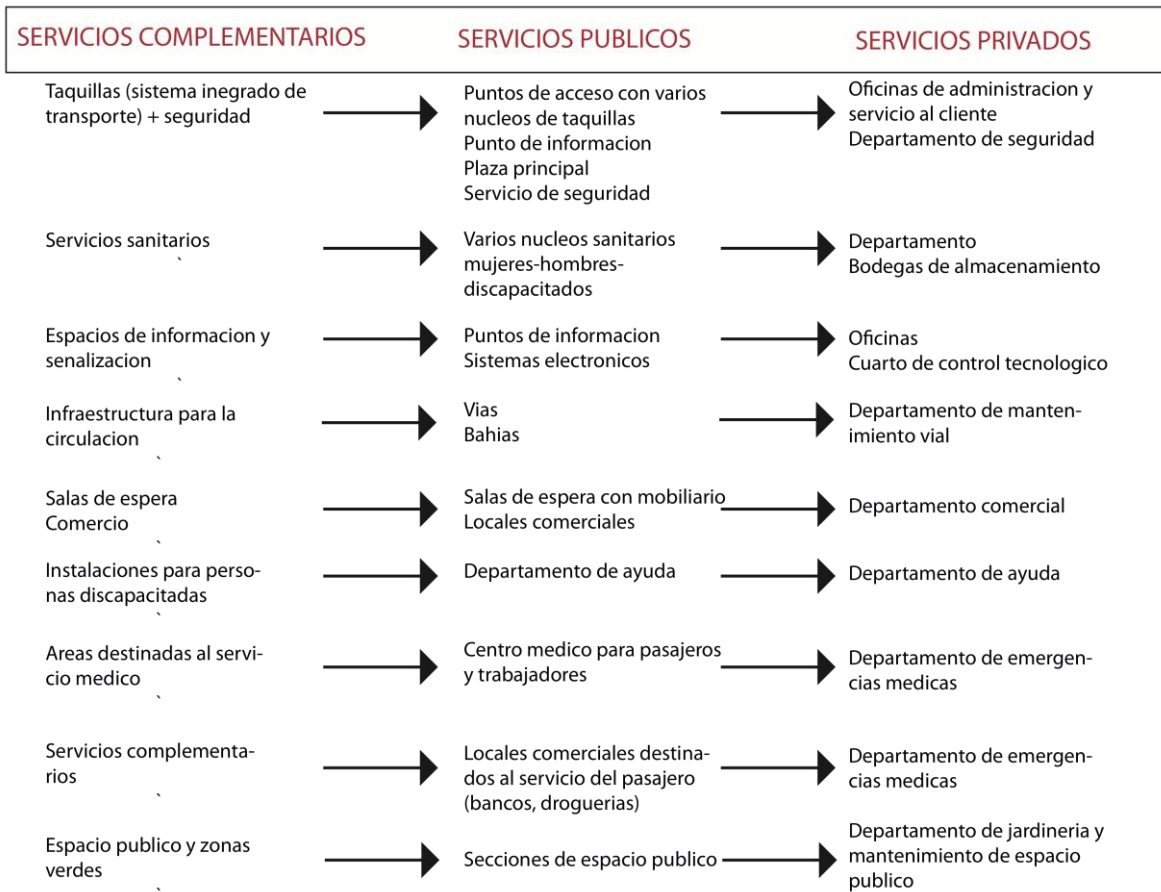 SERVICIOS COMPLEMENTARIOS
SERVICIOS PUBLICOS
SERVICIOS PRIVADOS
Taquillas (sistema inegrado de
transporte) + seguridad
Puntos de acceso con varios
nucleos de taquillas
Punto de informacion
Plaza principal
Servicio de seguridad
Oficinas de administracion y
servicio al cliente
Departamento de seguridad
Servicios sanitarios
`
Varios nucleos sanitarios
mujeres-hombres-
discapacitados
Departamento
Bodegas de almacenamiento
Espacios de informacion y
senalizacion
`
Puntos de informacion
Sistemas electronicos
Oficinas
Cuarto de control tecnologico
Infraestructura para la
circulacion
`
Vias
Bahias
Departamento de manten-
imiento vial
Salas de espera
Comercio
`
Salas de espera con mobiliario
Locales comerciales
Departamento comercial
Instalaciones para perso-
nas discapacitadas
`
Departamento de ayuda
Departamento de ayuda
Areas destinadas al servi-
cio medico
`
Centro medico para pasajeros
y trabajadores
Departamento de emergen-
cias medicas
Servicios complementa-
rios
`
Locales comerciales destina-
dos al servicio del pasajero
(bancos, droguerias)
Departamento de emergen-
cias medicas
Espacio publico y zonas
verdes
`
Secciones de espacio publico
Departamento de jardineria y
mantenimiento de espacio
publico